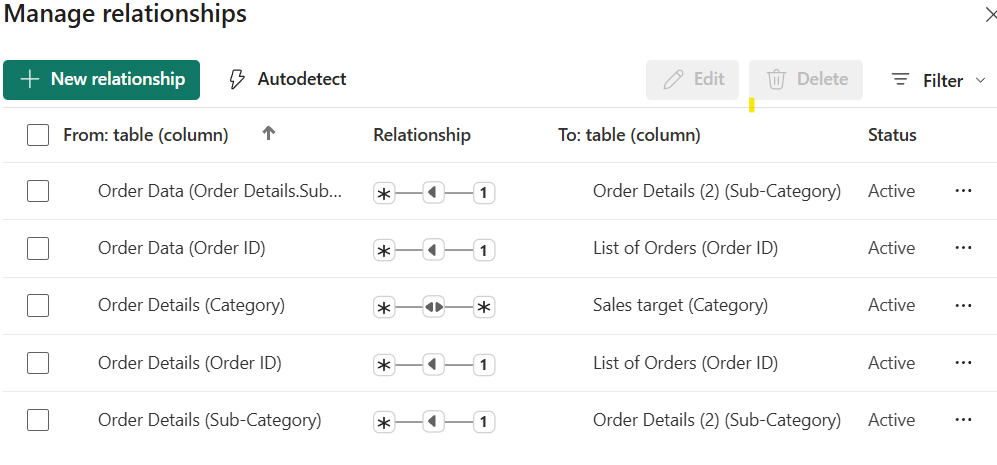 Manage relationships
New relationship Autodetect Edit Delete Filter
From: table (column) Relationship To: table (column) Status
Order Data (Order Details.Sub... * 1 Order Details (2) (Sub-Category) Active ...
Order Data (Order ID) * 1 List of Orders (Order ID) Active ...
Order Details (Category) * * Sales target (Category) Active ...
Order Details (Order ID) * 1 List of Orders (Order ID) Active ...
Order Details (Sub-Category) * 1 Order Details (2) (Sub-Category) Active ...